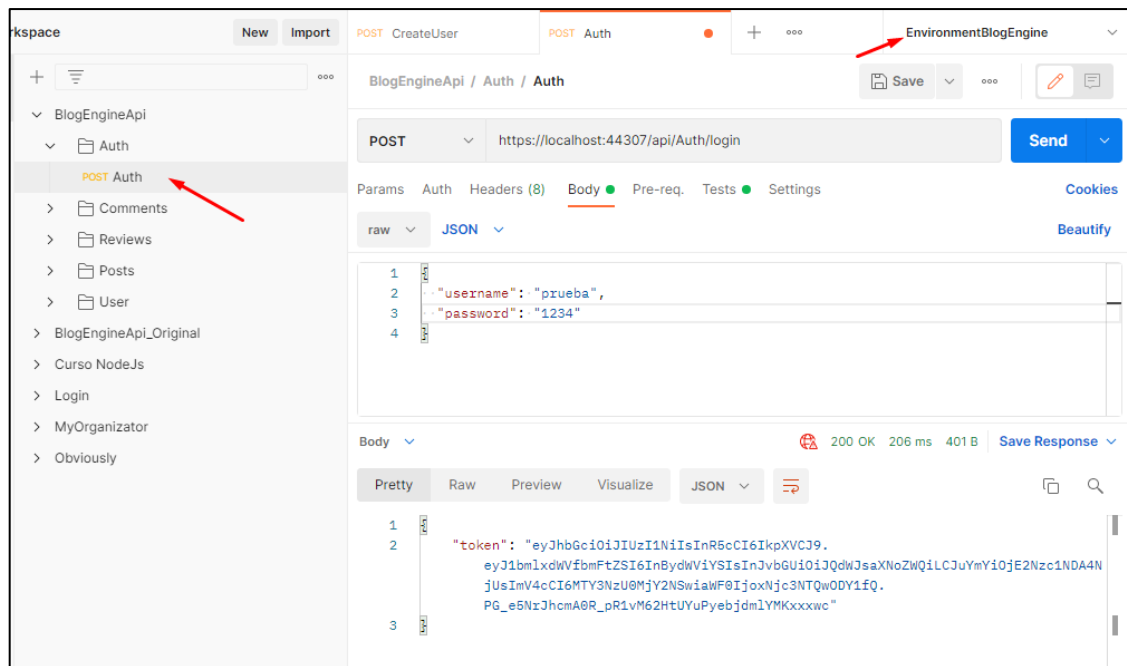 rkspace
New
Import
POST CreateUser
POST Auth
EnvironmentBlogEngine
BlogEngineApi / Auth / Auth
Save
BlogEngineApi
Auth
POST Auth
Comments
Reviews
Posts
User
BlogEngineApi_Original
Curso NodeJs
Login
MyOrganizator
Obviously
POST
https://localhost:44307/api/Auth/login
Send
Params Auth Headers (8) Body Pre-req. Tests Settings
Cookies
raw JSON
Beautify
1 {
2 "username": "prueba",
3 "password": "1234"
4 }
Body
200 OK 206 ms 401 B Save Response
Pretty Raw Preview Visualize JSON
1 {
2 "token": "eyJhbGciOiJIUzI1NiIsInR5cCI6IkpXVCJ9.
eyJ1bmlxdWVfbmFtZSI6InBydWViYSIsInJvbGUiOiJQdWJsaXNoZWQiLCJuYmYiOjE2Nzc1NDA4N
jUsImV4cCI6MTY3NzU0MjY2NSwiaWF0IjoxNjc3NTQwODY1fQ.
PG_e5NrJhcmA0R_pR1vM62HtUYuPyebjdmlYMKxxxwc"
3 }